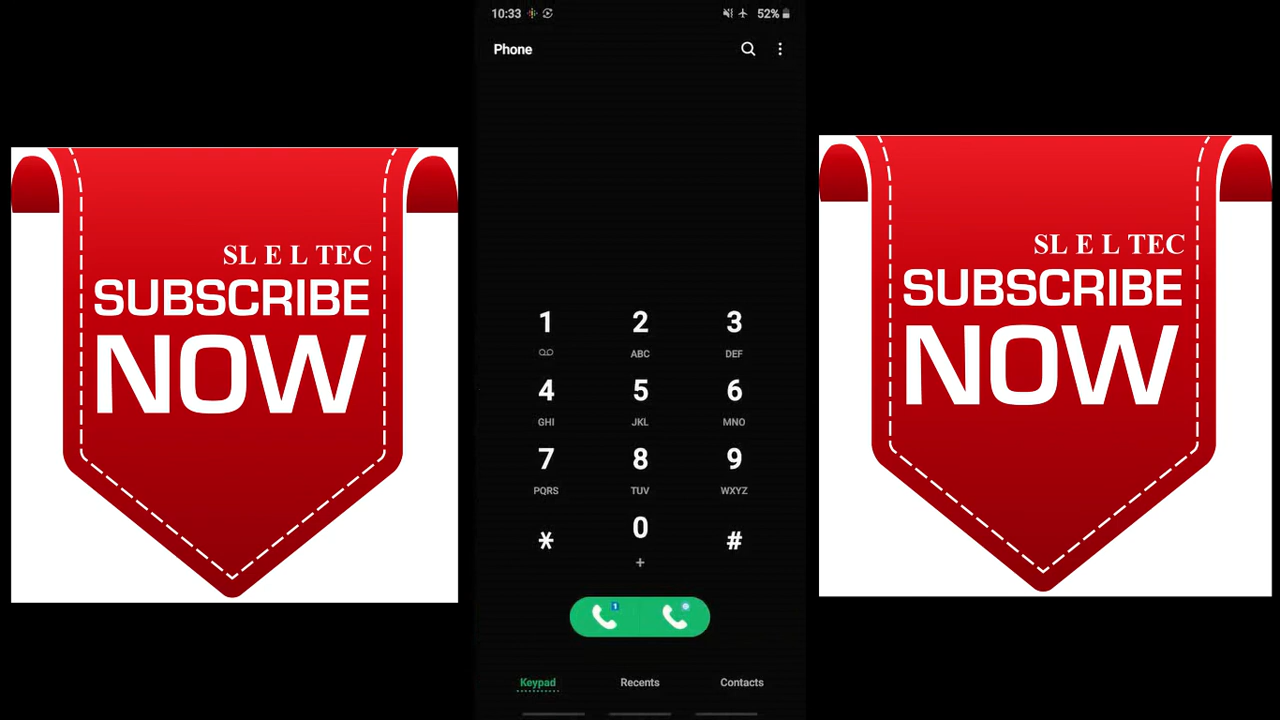 10:33
52%
Phone
SL E L TEC
SUBSCRIBE
NOW
1
2
ABC
3
DEF
4
GHI
5
JKL
6
MNO
7
PQRS
8
TUV
9
WXYZ
*
0
+
#
1
Keypad
Recents
Contacts
SL E L TEC
SUBSCRIBE
NOW